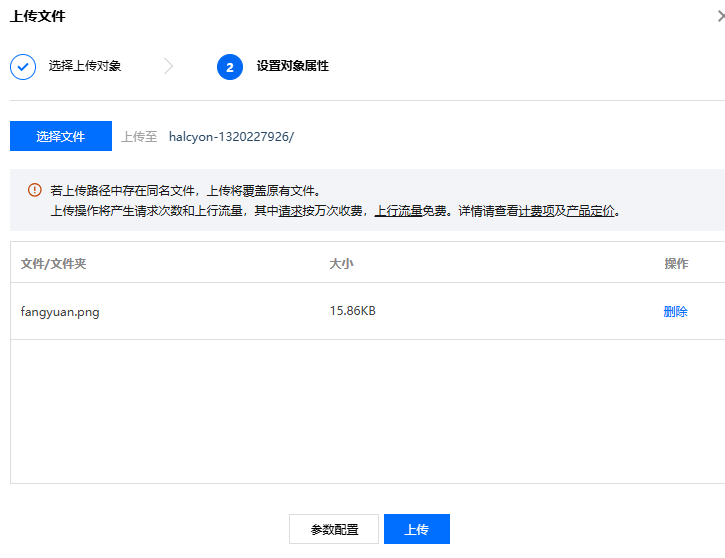 上传文件
选择上传对象 2 设置对象属性
选择文件 上传至 halcyon-1320227926/
若上传路径中存在同名文件，上传将覆盖原有文件。
上传操作将产生请求次数和上行流量，其中请求按万次收费，上行流量免费。详情请查看计费项及产品定价。
文件/文件夹 大小 操作
fangyuan.png 15.86KB 删除
参数配置 上传